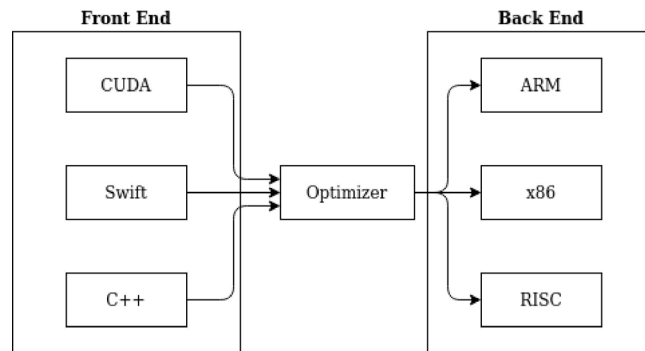 Front End
Back End
CUDA
ARM
Swift
Optimizer
x86
C++
RISC